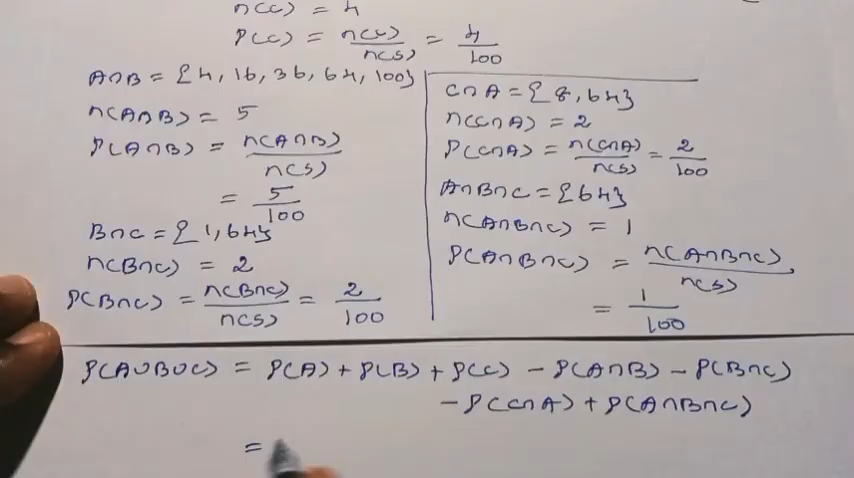 n(C) = 4
P(C) = n(C)/n(S) = 4/100
A∩B = {4, 16, 36, 64, 100}
n(A∩B) = 5
P(A∩B) = n(A∩B)/n(S)
= 5/100
B∩C = {1, 64}
n(B∩C) = 2
P(B∩C) = n(B∩C)/n(S) = 2/100
C∩A = {8, 64}
n(C∩A) = 2
P(C∩A) = n(C∩A)/n(S) = 2/100
A∩B∩C = {64}
n(A∩B∩C) = 1
P(A∩B∩C) = n(A∩B∩C)/n(S)
= 1/100
P(A∪B∪C) = P(A) + P(B) + P(C) - P(A∩B) - P(B∩C)
- P(C∩A) + P(A∩B∩C)
=